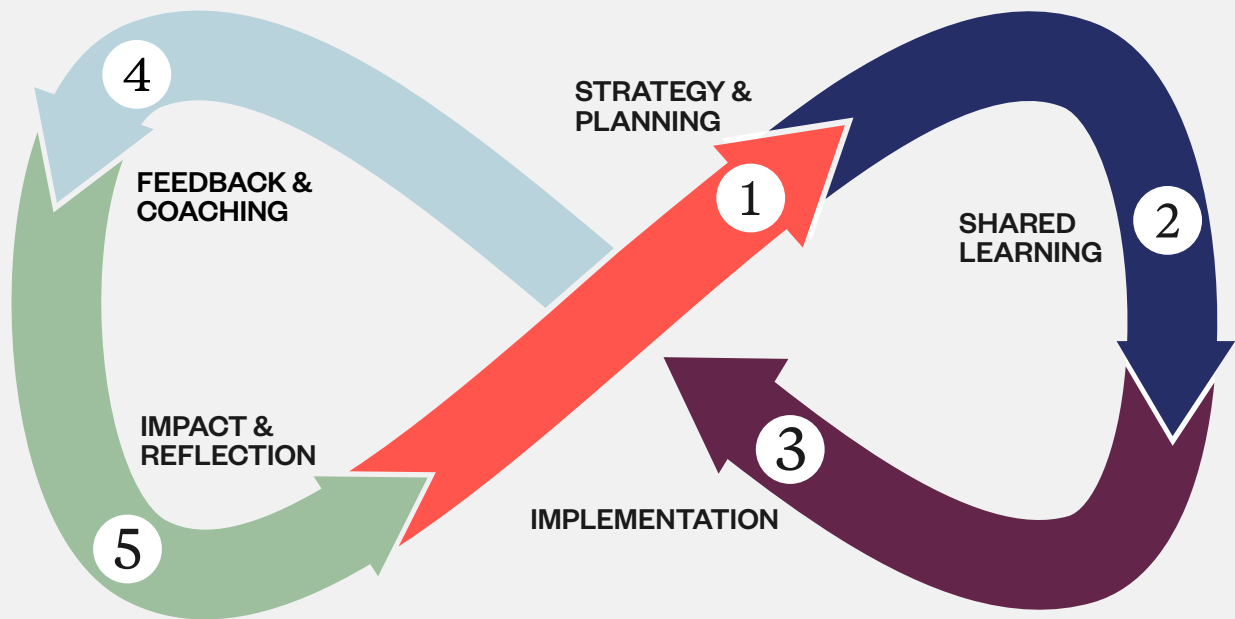 1
STRATEGY &
PLANNING
2
SHARED
LEARNING
3
IMPLEMENTATION
4
FEEDBACK &
COACHING
5
IMPACT &
REFLECTION